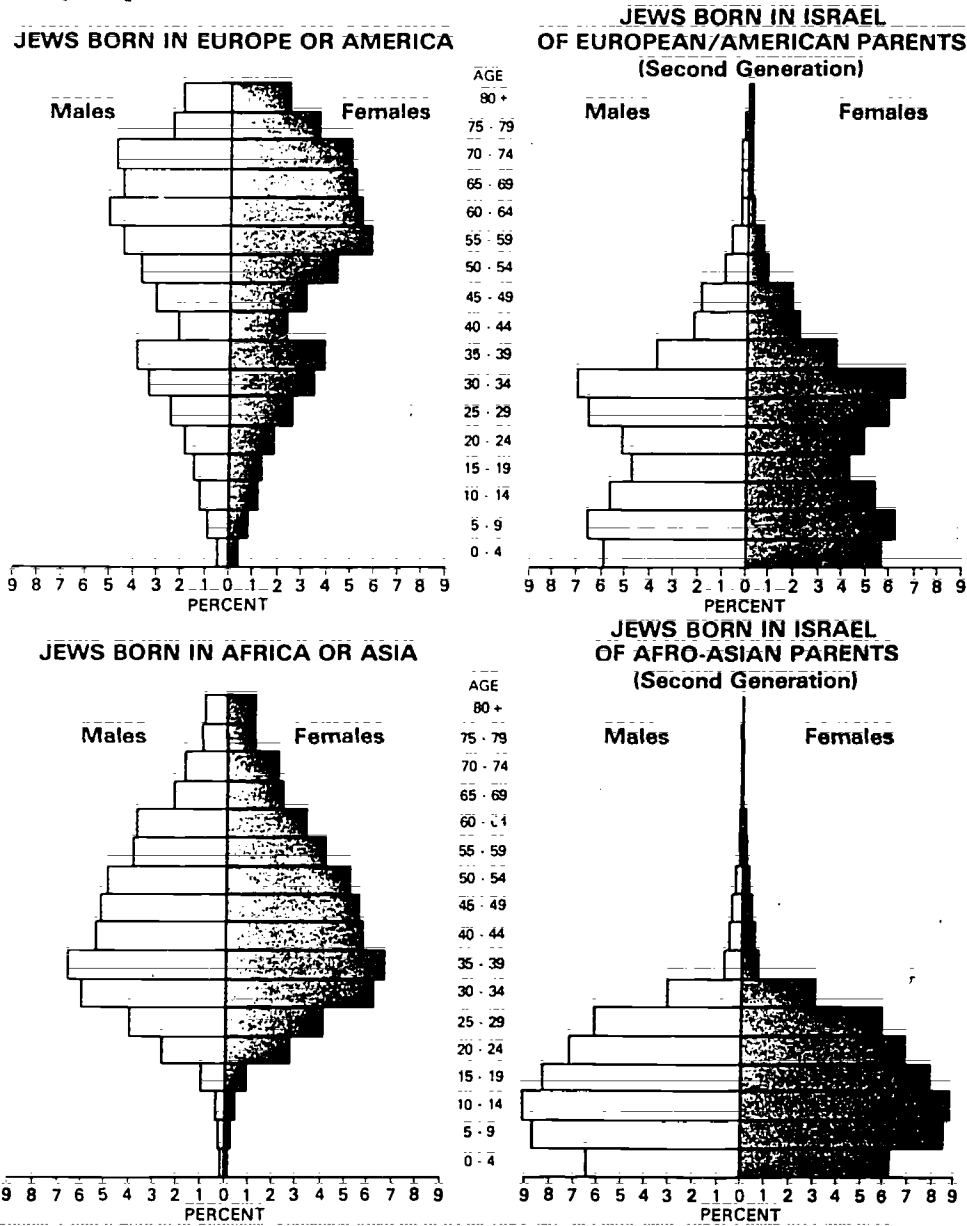 JEWS BORN IN EUROPE OR AMERICA
Males
Females
JEWS BORN IN ISRAEL
OF EUROPEAN/AMERICAN PARENTS
(Second Generation)
Males
Females
AGE
80 +
75 - 79
70 - 74
65 - 69
60 - 64
55 - 59
50 - 54
45 - 49
40 - 44
35 - 39
30 - 34
25 - 29
20 - 24
15 - 19
10 - 14
5 - 9
0 - 4
9 8 7 6 5 4 3 2 1 0 1 2 3 4 5 6 7 8 9
PERCENT
9 8 7 6 5 4 3 2 1 0 1 2 3 4 5 6 7 8 9
PERCENT
JEWS BORN IN AFRICA OR ASIA
Males
Females
JEWS BORN IN ISRAEL
OF AFRO-ASIAN PARENTS
(Second Generation)
Males
Females
AGE
80 +
75 - 79
70 - 74
65 - 69
60 -
55 - 59
50 - 54
45 - 49
40 - 44
35 - 39
30 - 34
25 - 29
20 - 24
15 - 19
10 - 14
5 - 9
0 - 4
9 8 7 6 5 4 3 2 1 0 1 2 3 4 5 6 7 8 9
PERCENT
9 8 7 6 5 4 3 2 1 0 1 2 3 4 5 6 7 8 9
PERCENT